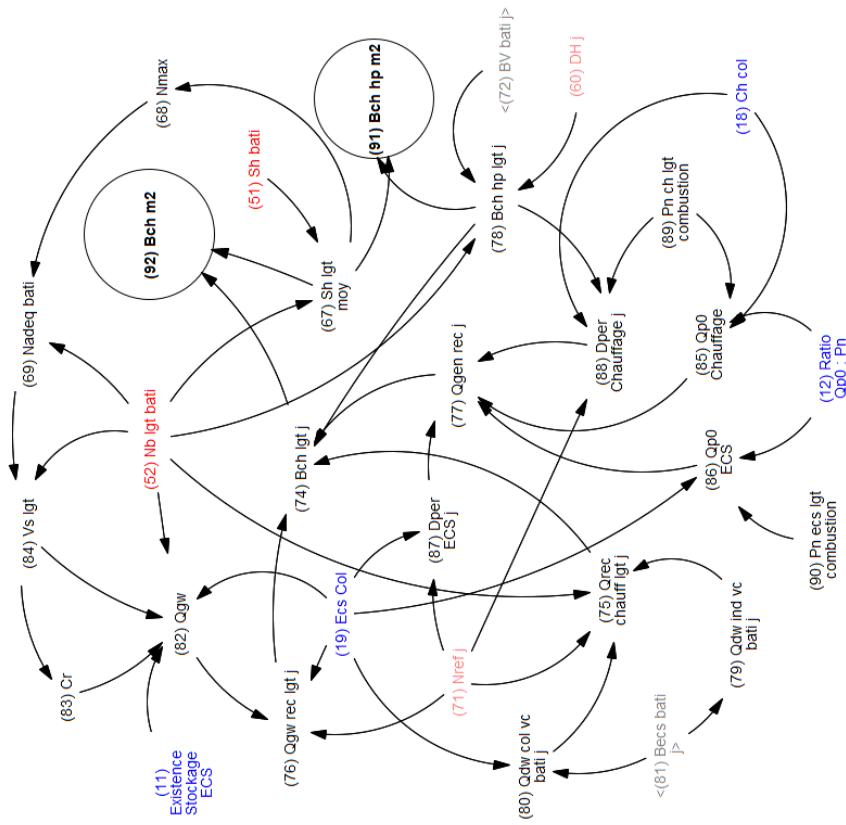 (11)
Existence
Stockage
ECS
(83) Cr
(84) Vs lgt
(69) Nadeq bati
(68) Nmax
(82) Qgw
(52) Nb lgt bati
(92) Bch m2
(51) Sh bati
(91) Bch hp m2
(76) Qgw rec lgt j
(19) Ecs Col
(74) Bch lgt j
(67) Sh lgt
moy
(71) Nref j
(87) Dper
ECS j
(77) Qgen rec j
(78) Bch hp lgt j
<(72) BV bati j>
(60) DH j
(80) Qdw col vc
bati j
(75) Qrec
chauff lgt j
(88) Dper
Chauffage j
(89) Pn ch lgt
combustion
(18) Ch col
<(81) Becs bati
j>
(79) Qdw ind vc
bati j
(86) Qp0
ECS
(85) Qp0
Chauffage
(90) Pn ecs lgt
combustion
(12) Ratio
Qp0 : Pn